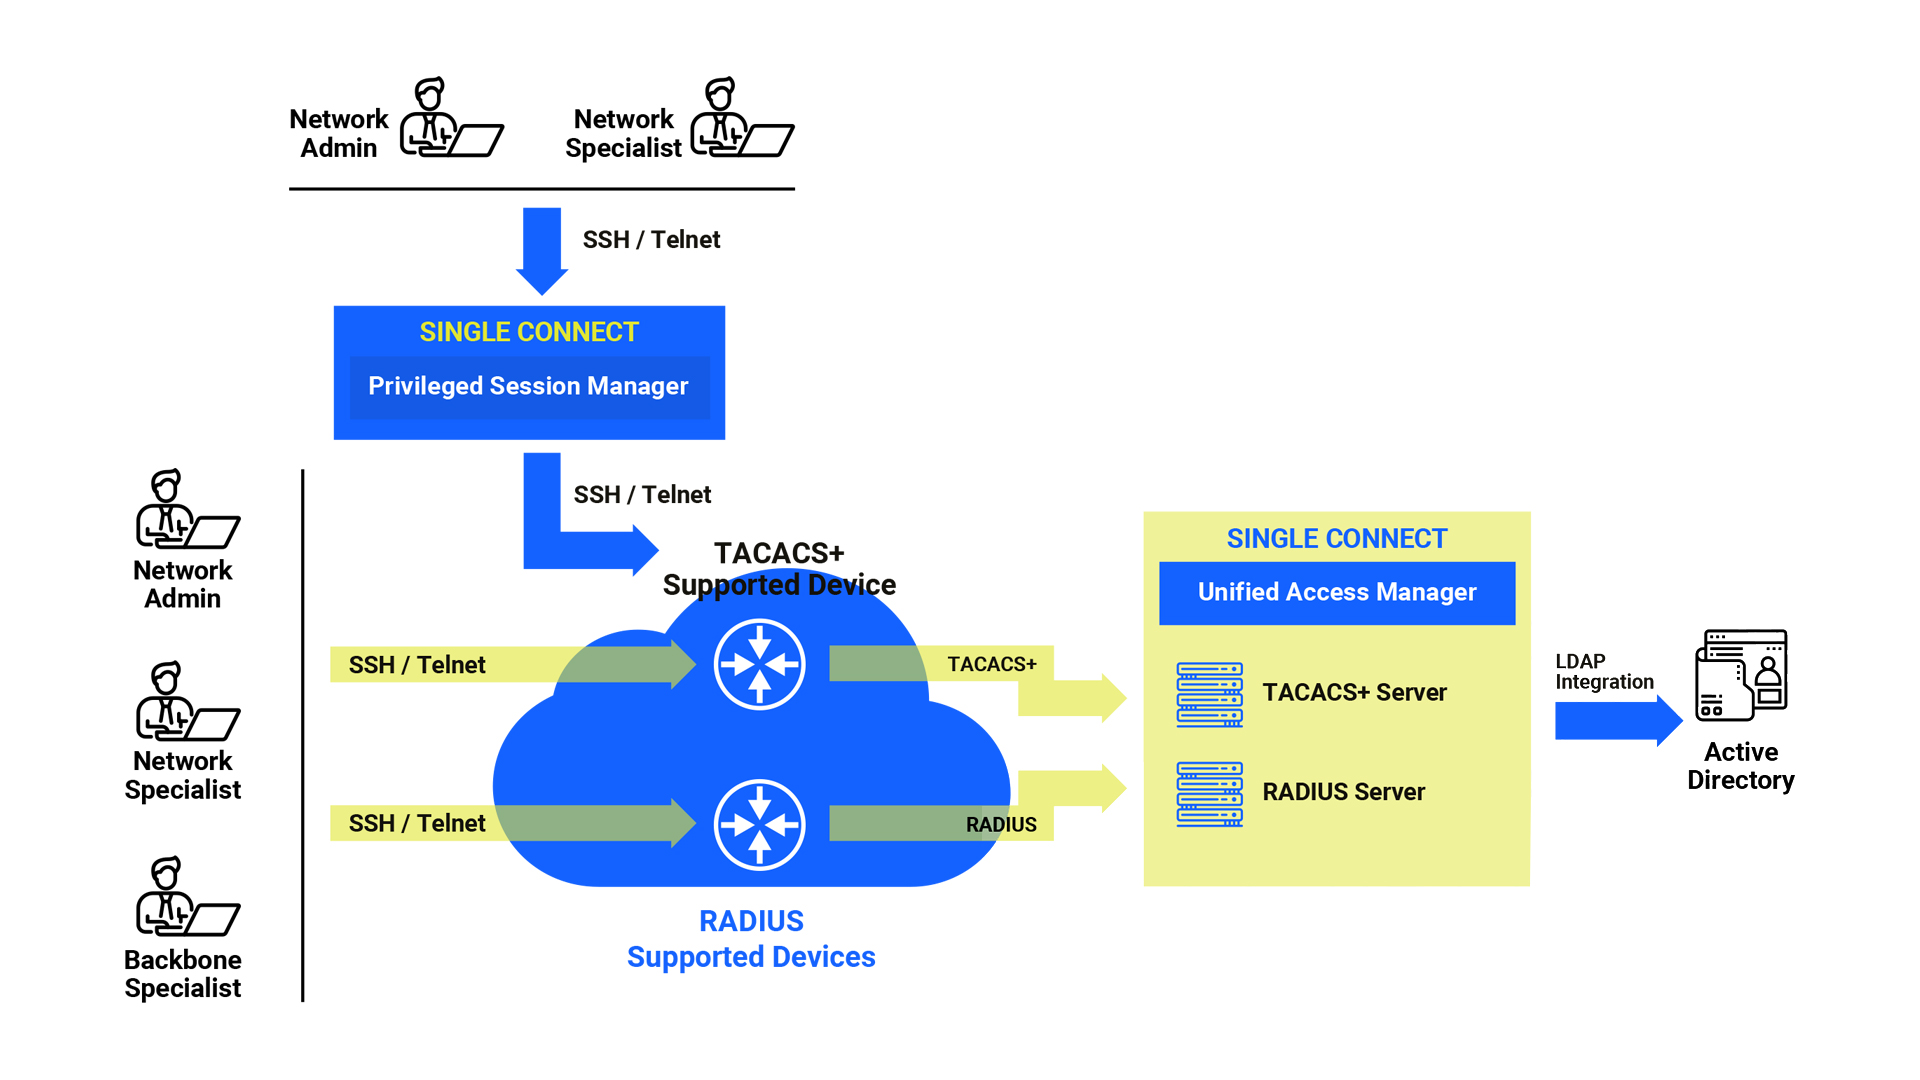 Network
Admin
Network
Specialist
SSH / Telnet
SINGLE CONNECT
Privileged Session Manager
SSH / Telnet
Network
Admin
Network
Specialist
Backbone
Specialist
TACACS+
Supported Device
SSH / Telnet
TACACS+
SSH / Telnet
RADIUS
RADIUS
Supported Devices
SINGLE CONNECT
Unified Access Manager
TACACS+ Server
RADIUS Server
LDAP
Integration
Active
Directory